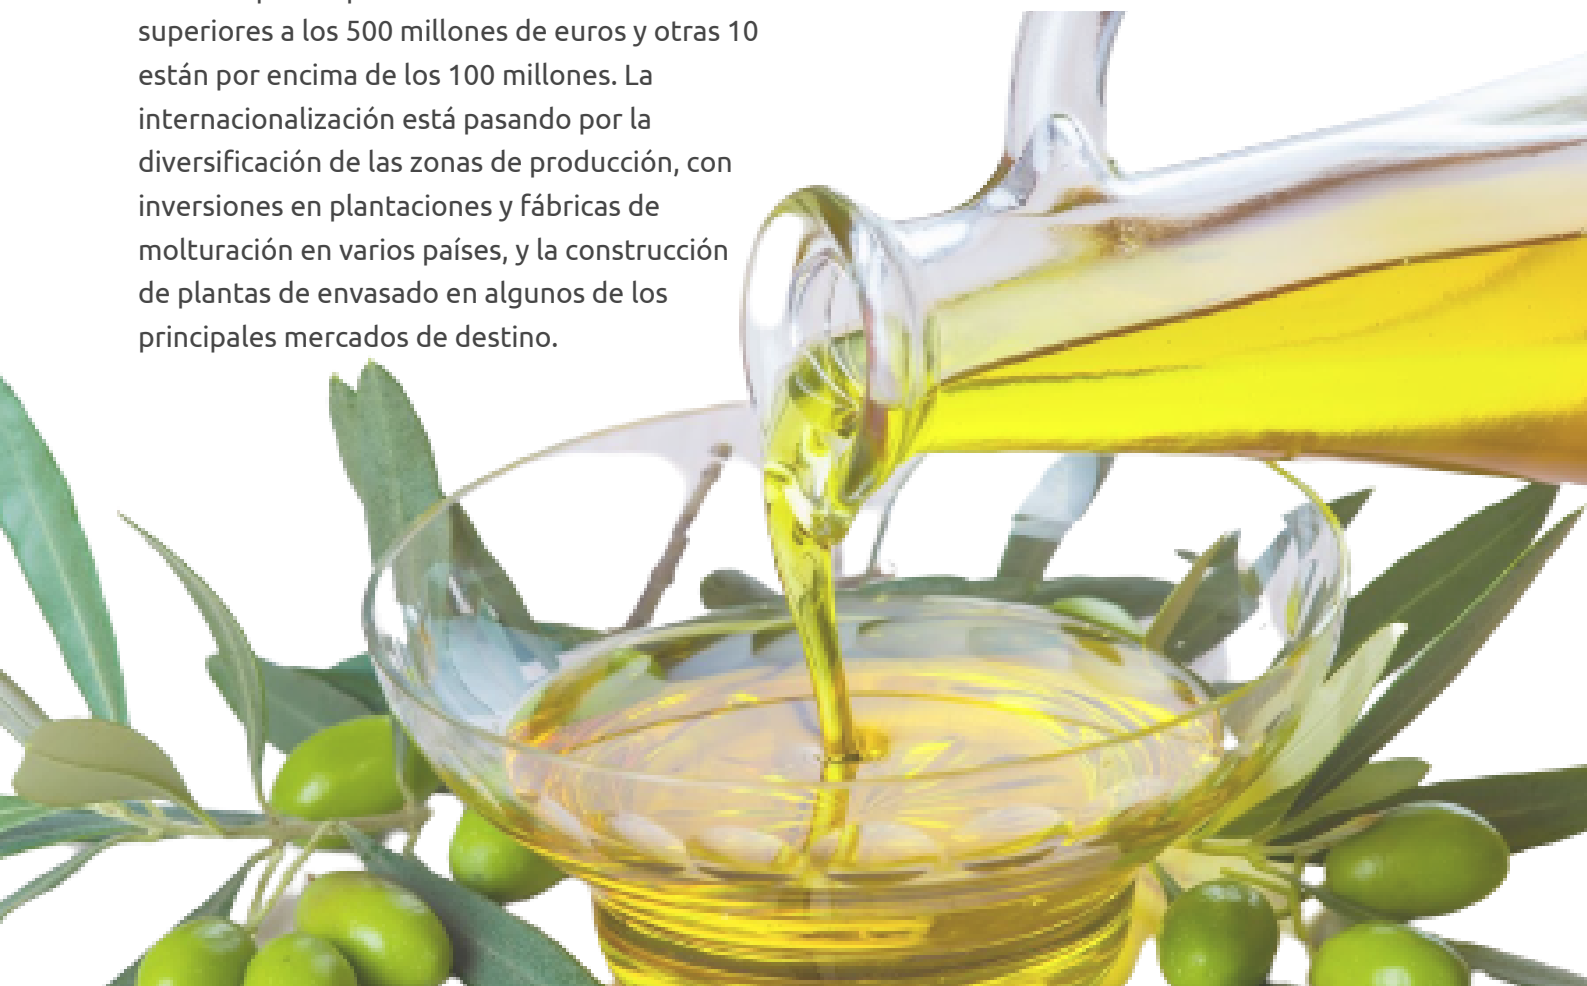 superiores a los 500 millones de euros y otras 10
están por encima de los 100 millones. La
internacionalización está pasando por la
diversificación de las zonas de producción, con
inversiones en plantaciones y fábricas de
molturación en varios países, y la construcción
de plantas de envasado en algunos de los
principales mercados de destino.